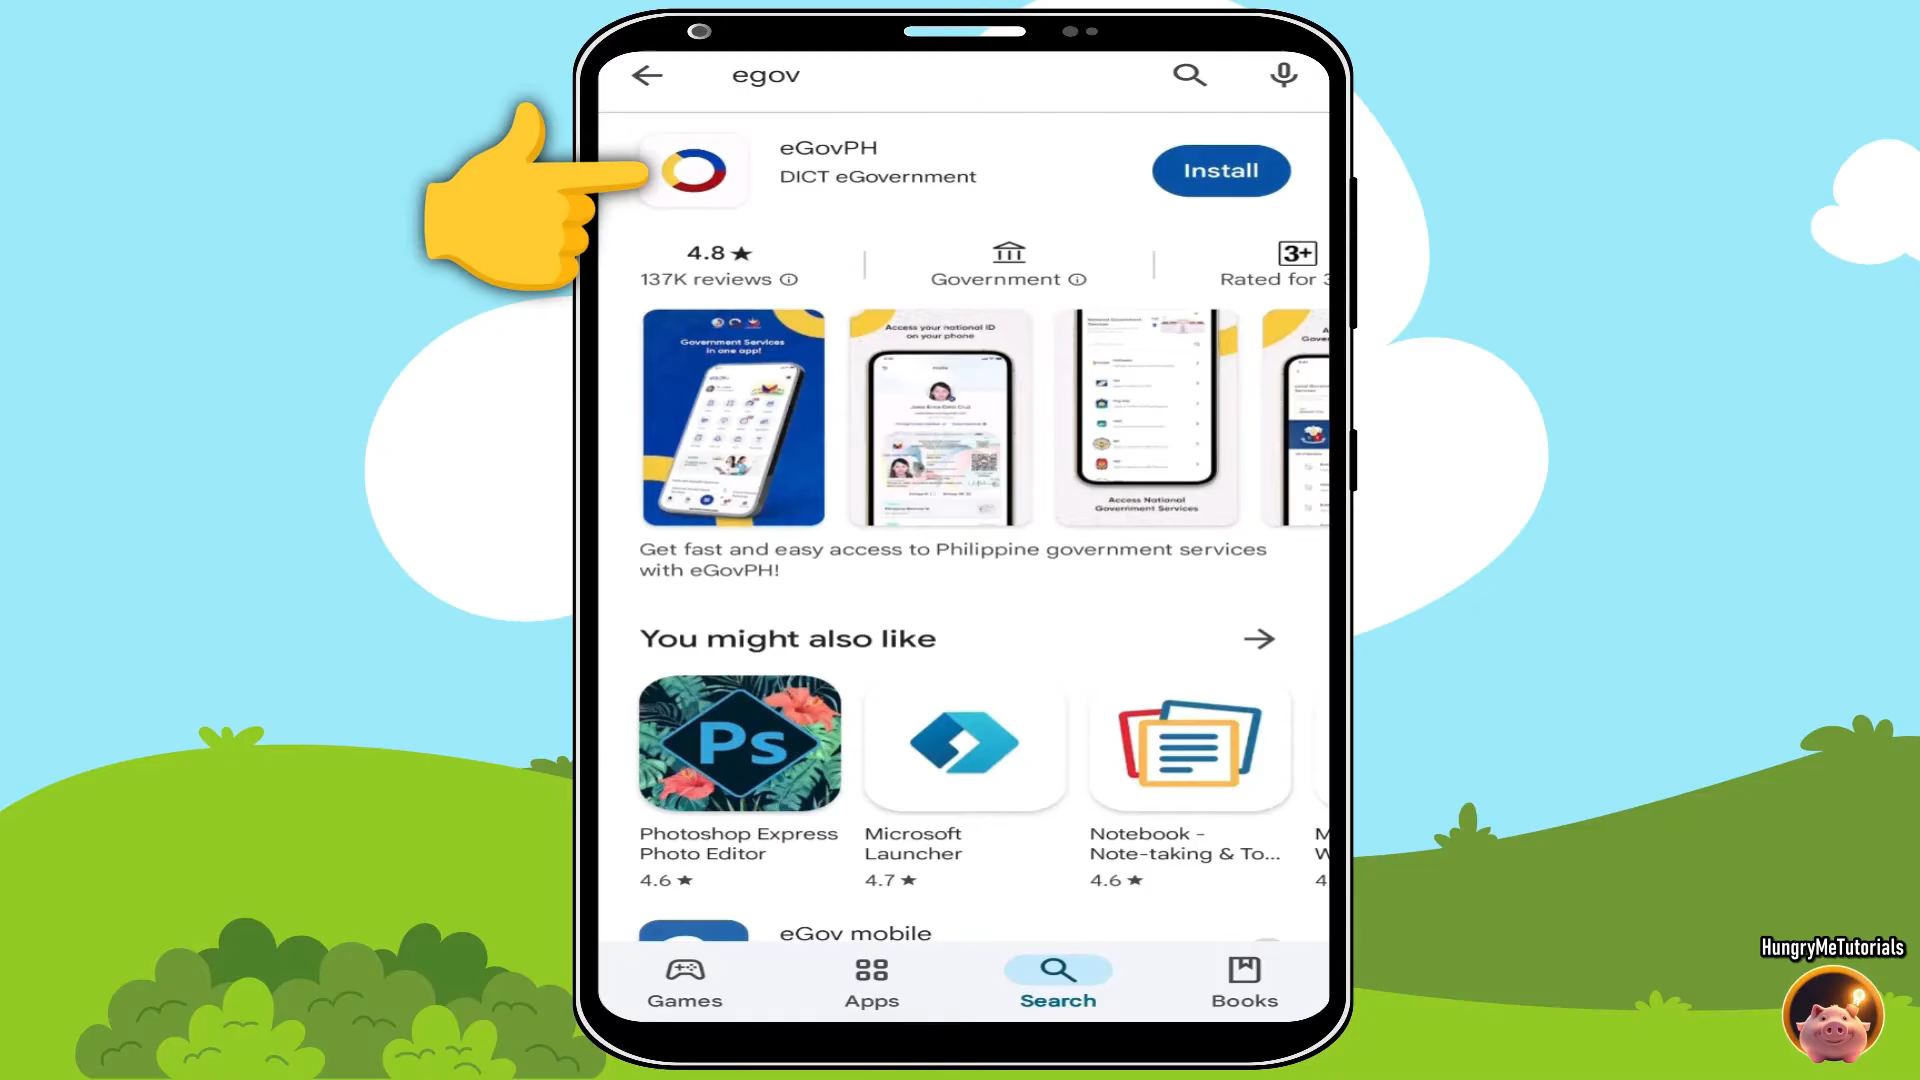 egov
eGovPH
DICT eGovernment
Install
4.8 ★
137K reviews
Government
3+
Rated for 3
Government Services
in one app!
Access your national ID
on your phone
Access National
Government Services
Get fast and easy access to Philippine government services
with eGovPH!
You might also like
Ps
Photoshop Express
Photo Editor
4.6 ★
Microsoft
Launcher
4.7 ★
Notebook -
Note-taking & To...
4.6 ★
eGov mobile
Games
Apps
Search
Books
HungryMeTutorials